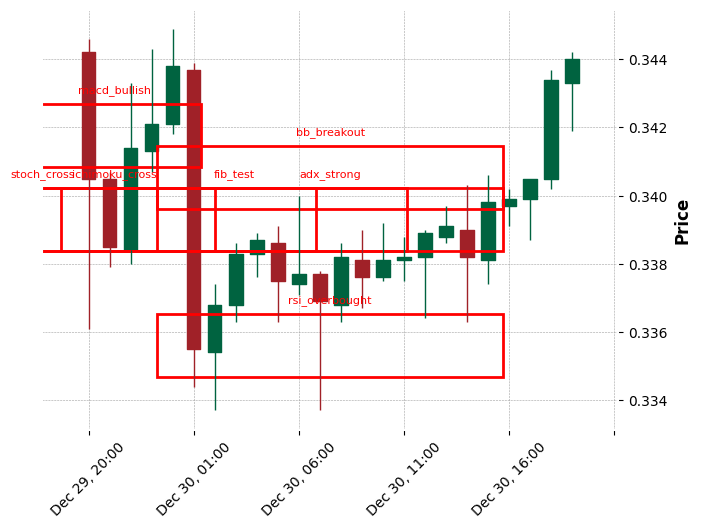 macd_bullish
bb_breakout
stoch_cross
ichimoku_cross
fib_test
adx_strong
rsi_overbought
0.344
0.342
0.340
0.338
0.336
0.334
Price
Dec 29, 20:00
Dec 30, 01:00
Dec 30, 06:00
Dec 30, 11:00
Dec 30, 16:00